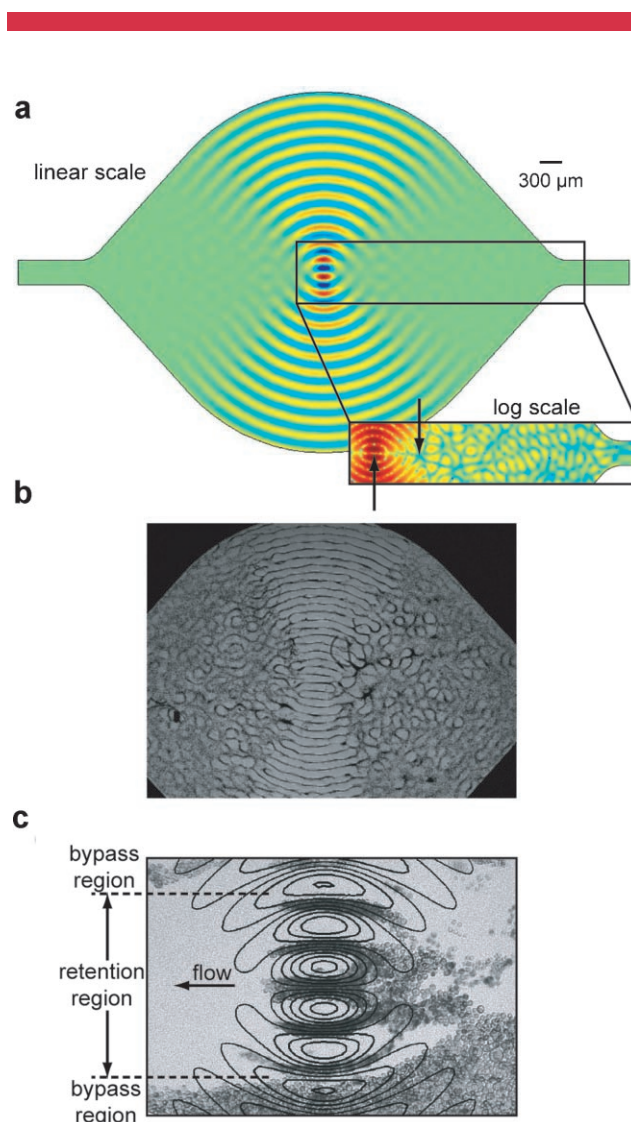 a
linear scale
300 µm
log scale
b
c
bypass
region
retention
region
flow
bypass
region